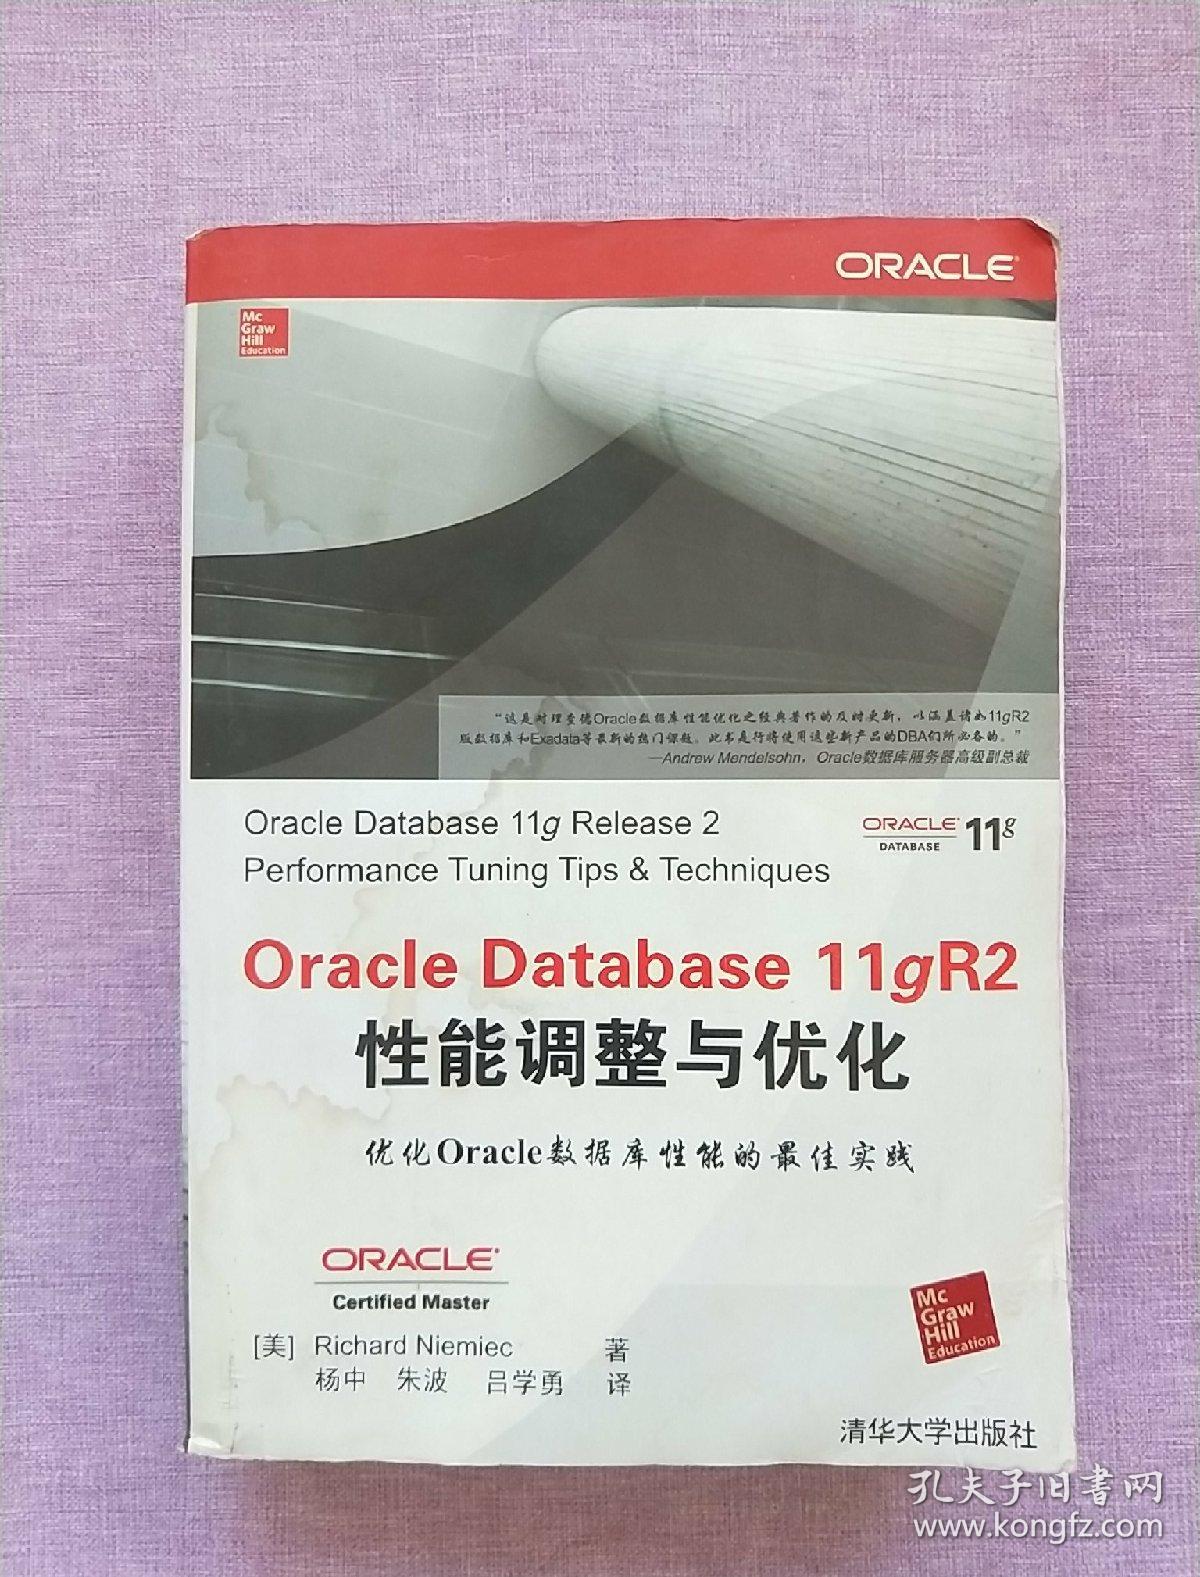 ORACLE
Mc
Graw
Hill
Education
“这是对理查德Oracle数据库性能优化之经典著作的及时更新，以涵盖诸如11gR2
版数据库和Exadata等最新的热门课题。此书是行将使用这些新产品的DBA们所必备的。”
—Andrew Mendelsohn，Oracle数据库服务器高级副总裁
Oracle Database 11g Release 2
Performance Tuning Tips & Techniques
ORACLE 11g
DATABASE
Oracle Database 11gR2
性能调整与优化
优化Oracle数据库性能的最佳实践
ORACLE
Certified Master
[美] Richard Niemiec 著
杨中 朱波 吕学勇 译
Mc
Graw
Hill
Education
清华大学出版社
孔夫子旧书网
www.kongfz.com